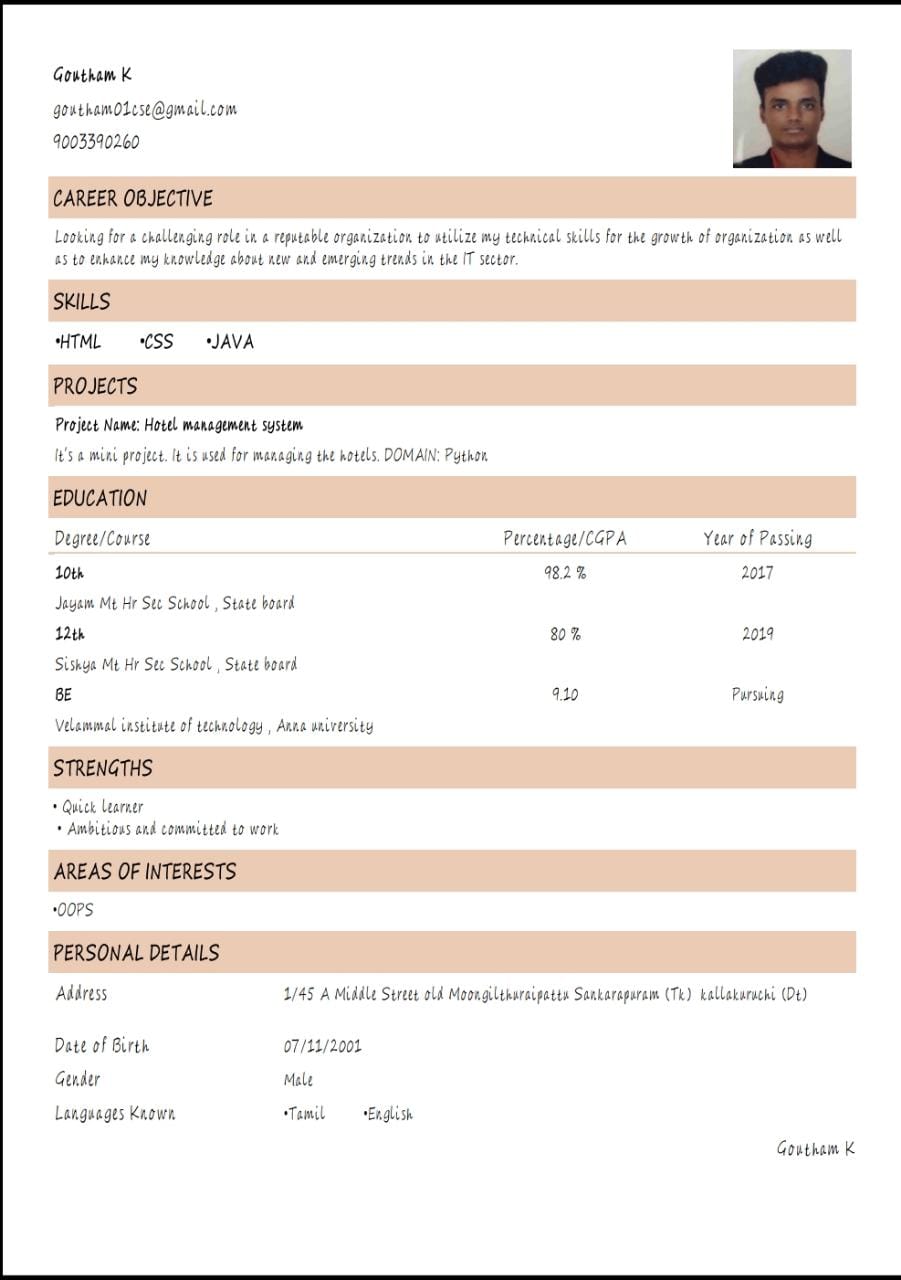 Goutham K
goutham01cse@gmail.com
9003390260
CAREER OBJECTIVE
Looking for a challenging role in a reputable organization to utilize my technical skills for the growth of organization as well
as to enhance my knowledge about new and emerging trends in the IT sector.
SKILLS
•HTML •CSS •JAVA
PROJECTS
Project Name: Hotel management system
It's a mini project. It is used for managing the hotels. DOMAIN: Python
EDUCATION
Degree/Course Percentage/CGPA Year of Passing
10th 98.2 % 2017
Jayam Mt Hr Sec School , State board
12th 80 % 2019
Sishya Mt Hr Sec School , State board
BE 9.10 Pursuing
Velammal institute of technology , Anna university
STRENGTHS
• Quick learner
• Ambitious and committed to work
AREAS OF INTERESTS
•OOPS
PERSONAL DETAILS
Address 1/45 A Middle Street old Moongilthuraipattu Sankarapuram (Tk) kallakuruchi (Dt)
Date of Birth 07/11/2001
Gender Male
Languages Known •Tamil •English
Goutham K